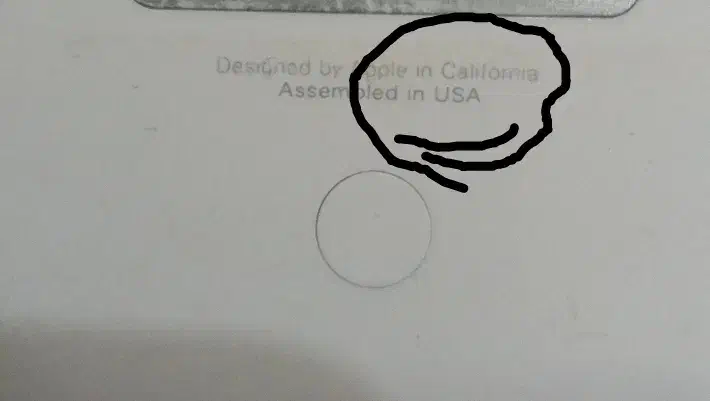 Designed by Apple in California
Assembled in USA